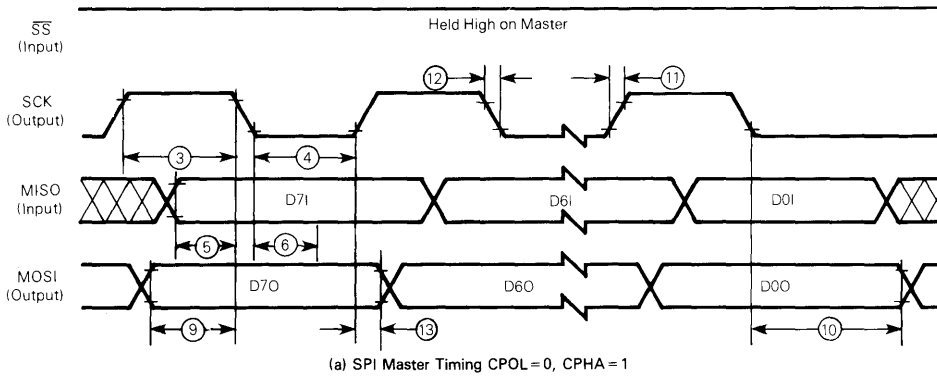 SS
(Input)
Held High on Master
SCK
(Output)
12
11
3
4
MISO
(Input)
D7I
D6I
D0I
5
6
MOSI
(Output)
D7O
D6O
D0O
9
13
10
(a) SPI Master Timing CPOL=0, CPHA=1